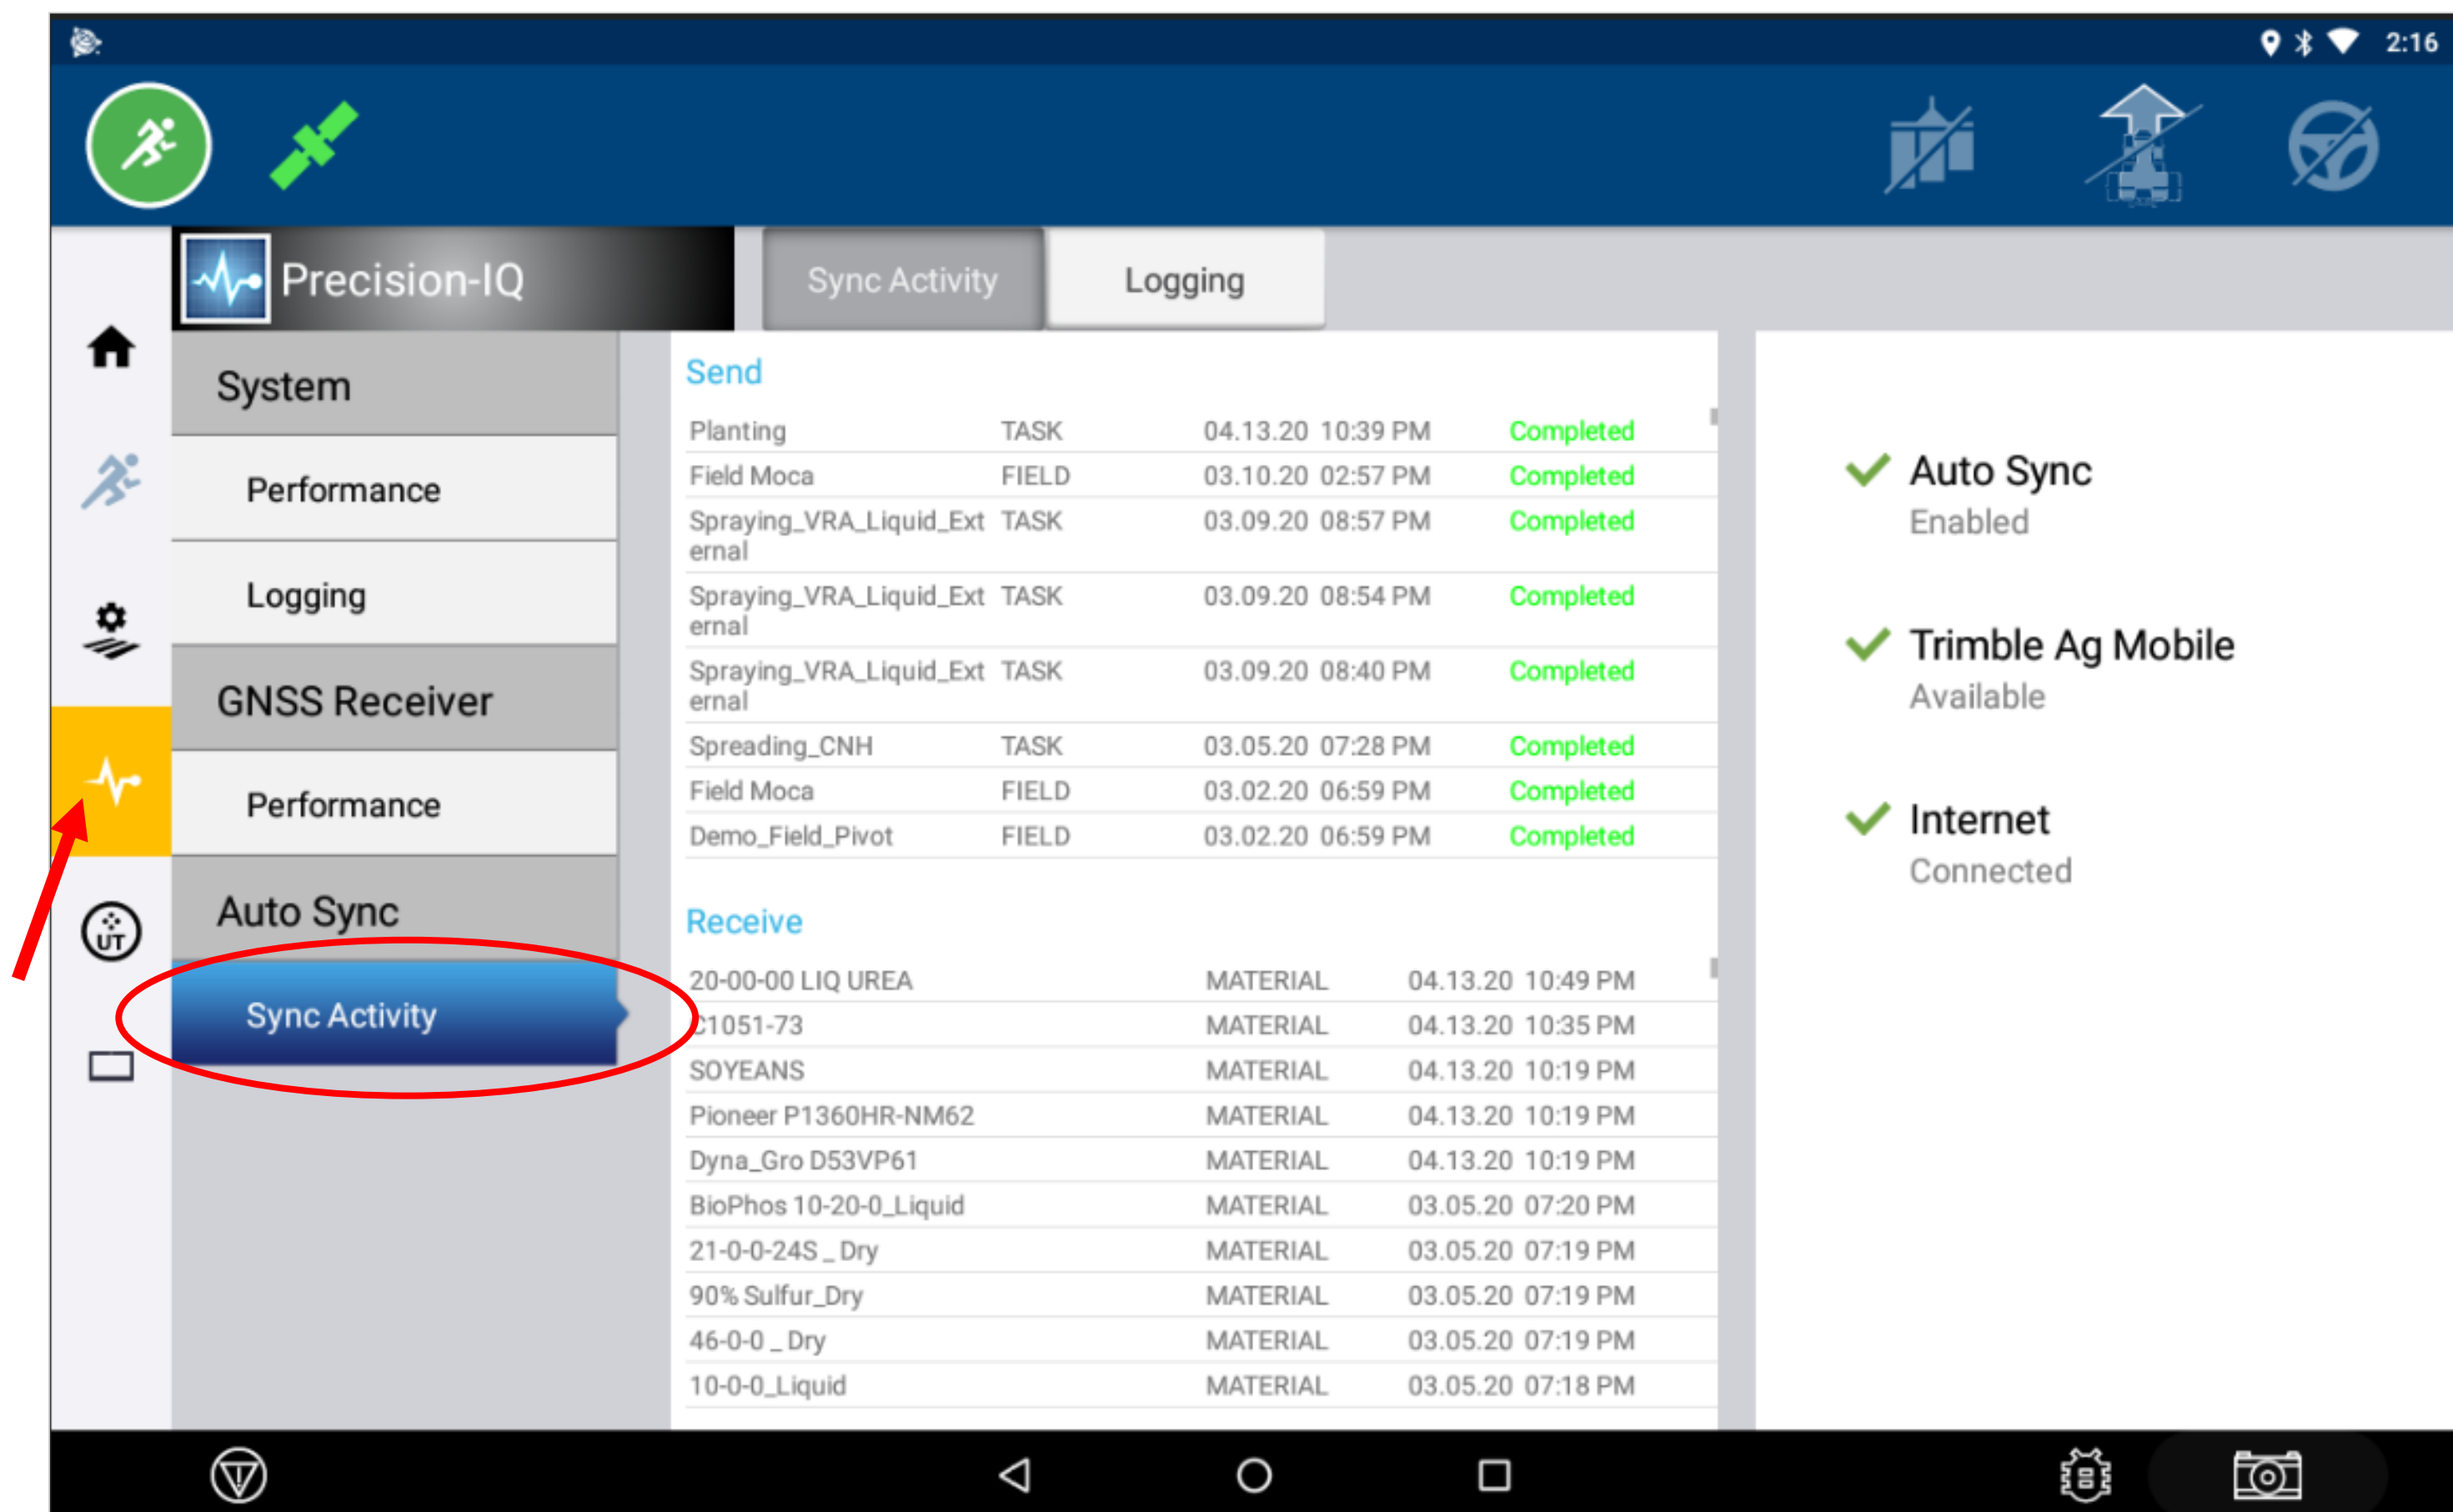 2:16
Precision-IQ
Sync Activity
Logging
System
Performance
Logging
GNSS Receiver
Performance
Auto Sync
Sync Activity
UT
Send
Planting TASK 04.13.20 10:39 PM Completed
Field Moca FIELD 03.10.20 02:57 PM Completed
Spraying_VRA_Liquid_Ext TASK 03.09.20 08:57 PM Completed
ernal
Spraying_VRA_Liquid_Ext TASK 03.09.20 08:54 PM Completed
ernal
Spraying_VRA_Liquid_Ext TASK 03.09.20 08:40 PM Completed
ernal
Spreading_CNH TASK 03.05.20 07:28 PM Completed
Field Moca FIELD 03.02.20 06:59 PM Completed
Demo_Field_Pivot FIELD 03.02.20 06:59 PM Completed
Receive
20-00-00 LIQ UREA MATERIAL 04.13.20 10:49 PM
C1051-73 MATERIAL 04.13.20 10:35 PM
SOYEANS MATERIAL 04.13.20 10:19 PM
Pioneer P1360HR-NM62 MATERIAL 04.13.20 10:19 PM
Dyna_Gro D53VP61 MATERIAL 04.13.20 10:19 PM
BioPhos 10-20-0_Liquid MATERIAL 03.05.20 07:20 PM
21-0-0-24S _ Dry MATERIAL 03.05.20 07:19 PM
90% Sulfur_Dry MATERIAL 03.05.20 07:19 PM
46-0-0 _ Dry MATERIAL 03.05.20 07:19 PM
10-0-0_Liquid MATERIAL 03.05.20 07:18 PM
Auto Sync
Enabled
Trimble Ag Mobile
Available
Internet
Connected